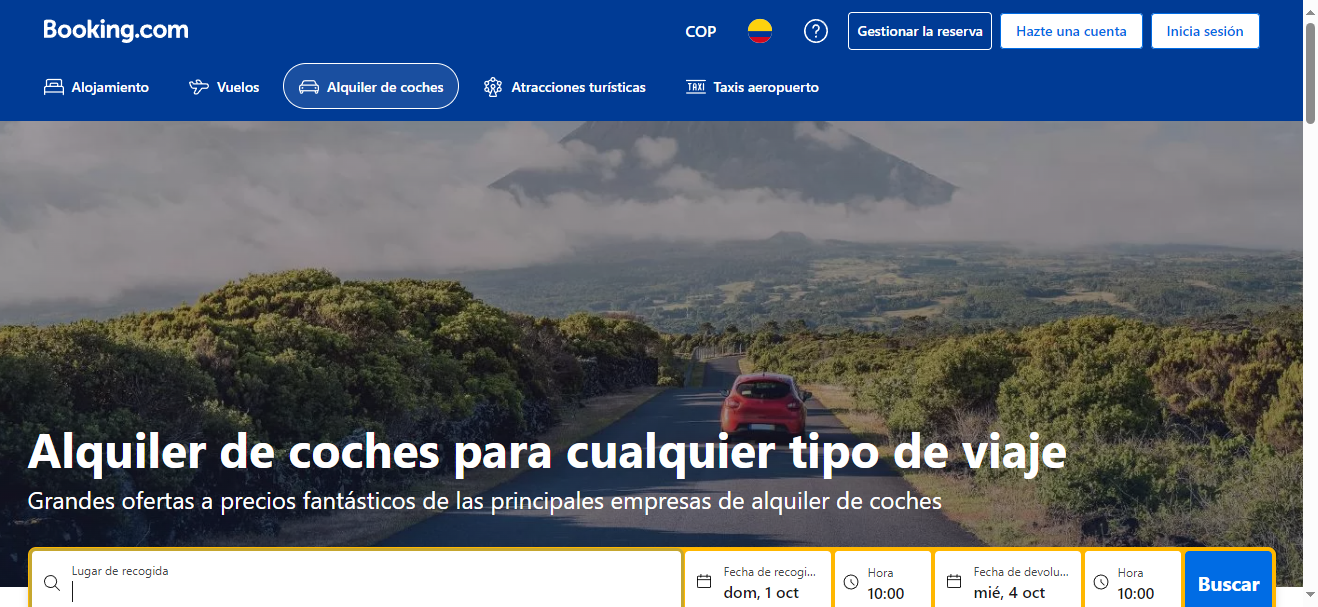 Booking.com
COP
?
Gestionar la reserva
Hazte una cuenta
Inicia sesión
Alojamiento
Vuelos
Alquiler de coches
Atracciones turísticas
TAXI
Taxis aeropuerto
Alquiler de coches para cualquier tipo de viaje
Grandes ofertas a precios fantásticos de las principales empresas de alquiler de coches
Lugar de recogida
Fecha de recogi...
dom, 1 oct
Hora
10:00
Fecha de devolu...
mié, 4 oct
Hora
10:00
Buscar